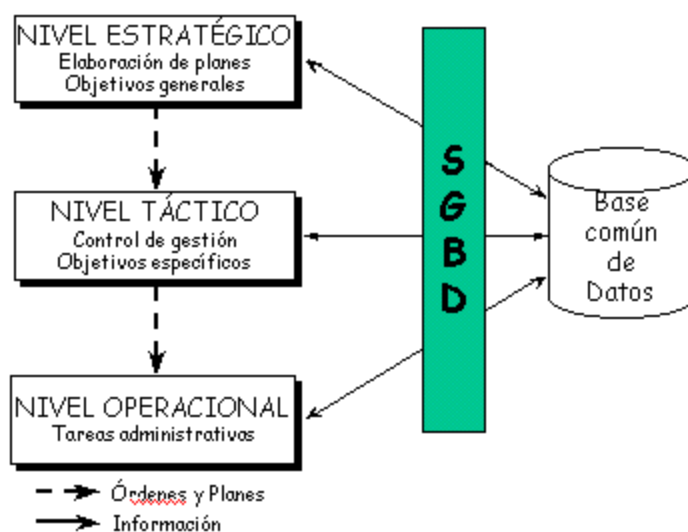 NIVEL ESTRATÉGICO
Elaboración de planes
Objetivos generales
NIVEL TÁCTICO
Control de gestión
Objetivos específicos
NIVEL OPERACIONAL
Tareas administrativas
SGBD
Base
común
de
Datos
Órdenes y Planes
Información